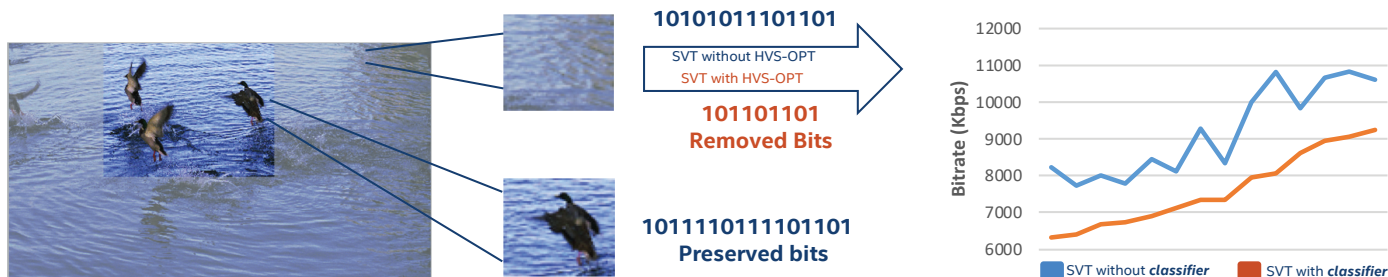 10101011101101
SVT without HVS-OPT
SVT with HVS-OPT
101101101
Removed Bits
1011110111101101
Preserved bits
Bitrate (Kbps)
12000
11000
10000
9000
8000
7000
6000
SVT without classifier
SVT with classifier